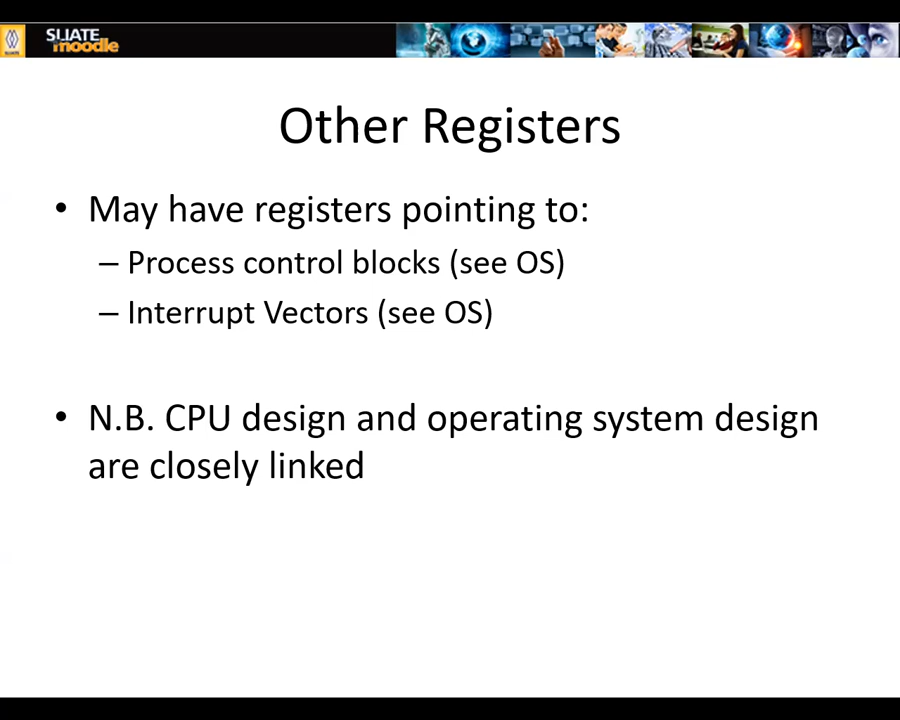 SLIATE
moodle
Other Registers
• May have registers pointing to:
– Process control blocks (see OS)
– Interrupt Vectors (see OS)
• N.B. CPU design and operating system design
are closely linked